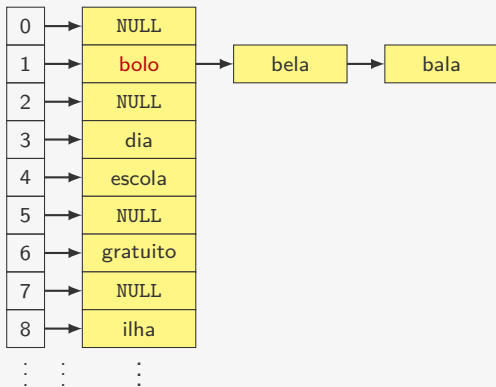 0 NULL
1 bolo bela bala
2 NULL
3 dia
4 escola
5 NULL
6 gratuito
7 NULL
8 ilha